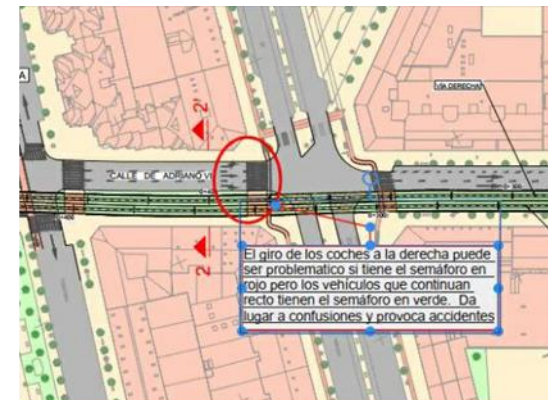 A
VÍA DERECHA
2'
CALLE DE ADRIANO VI
2
El giro de los coches a la derecha puede
ser problematico si tiene el semáforo en
rojo pero los vehículos que continuan
recto tienen el semáforo en verde. Da
lugar a confusiones y provoca accidentes